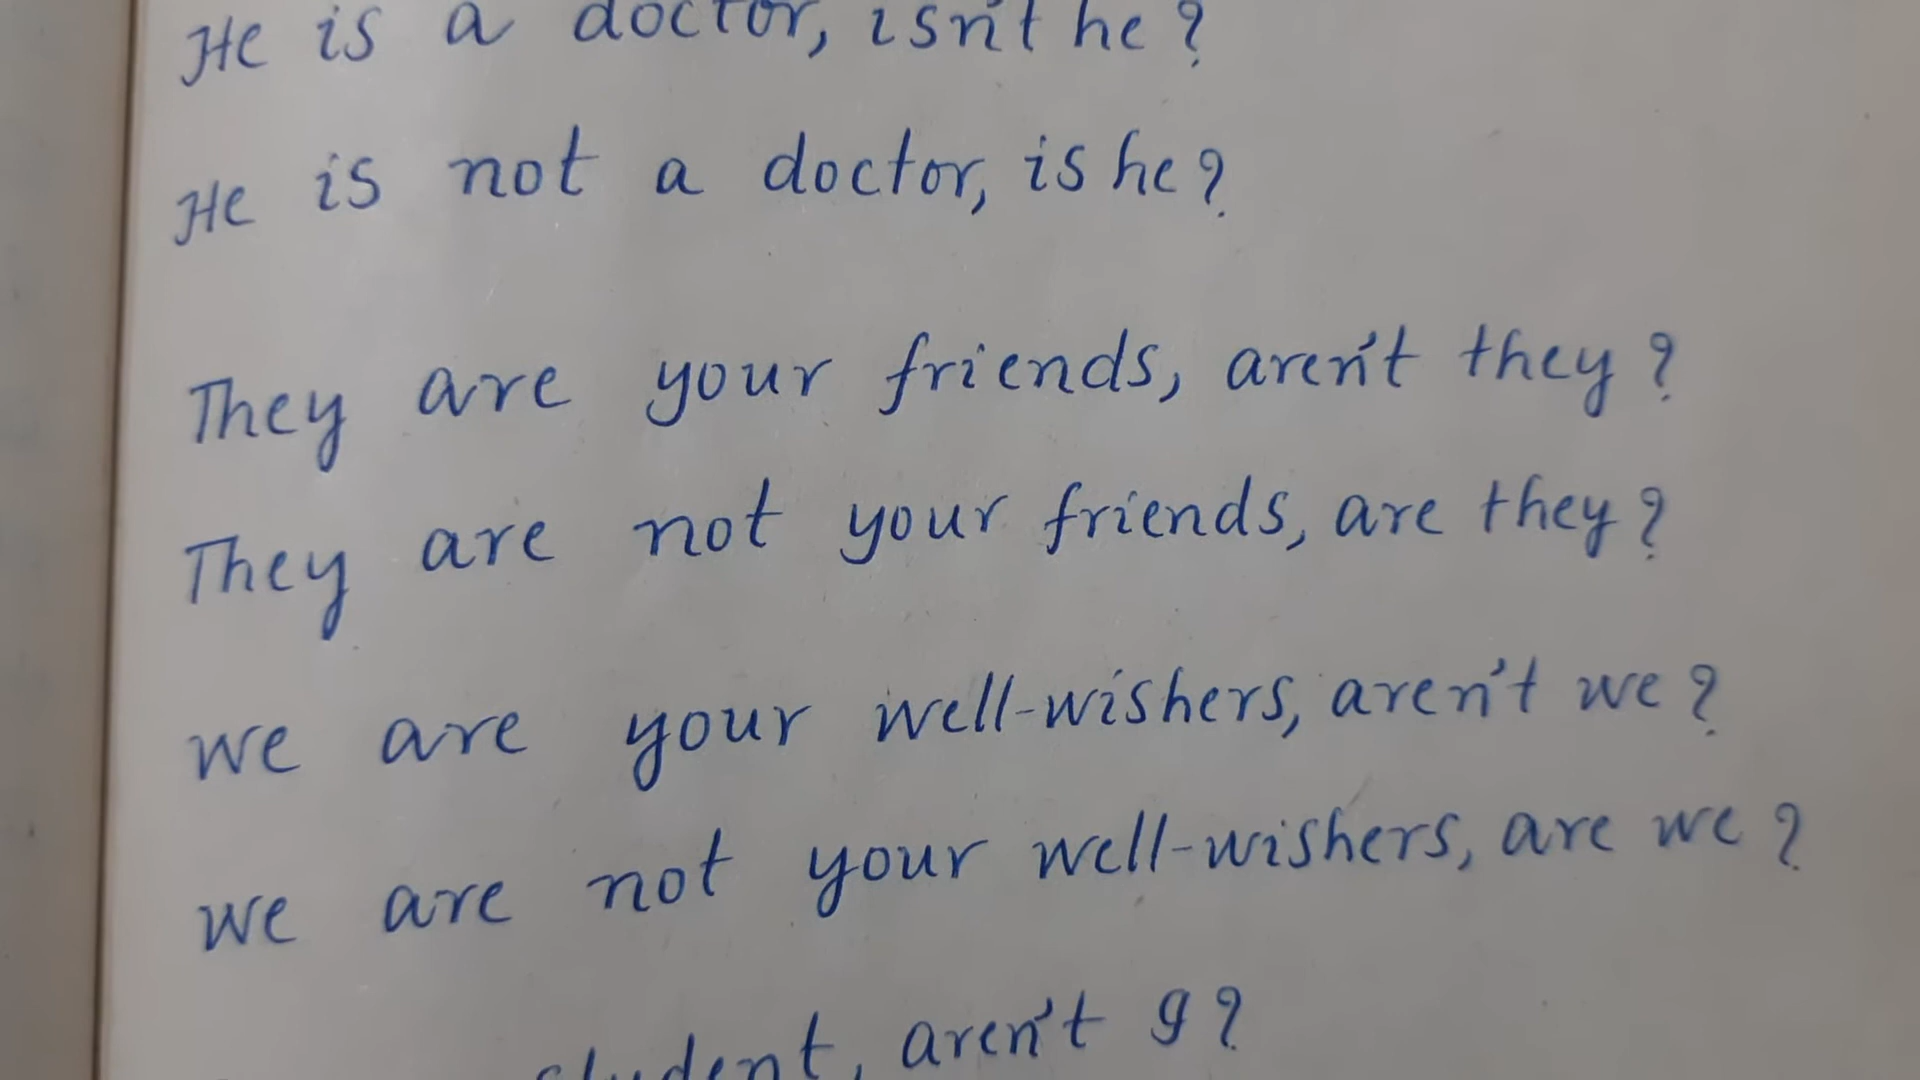 He is a doctor, isn't he?
He is not a doctor, is he?
They are your friends, aren't they?
They are not your friends, are they?
we are your well-wishers, aren't we?
we are not your well-wishers, are we?
student, aren't I?